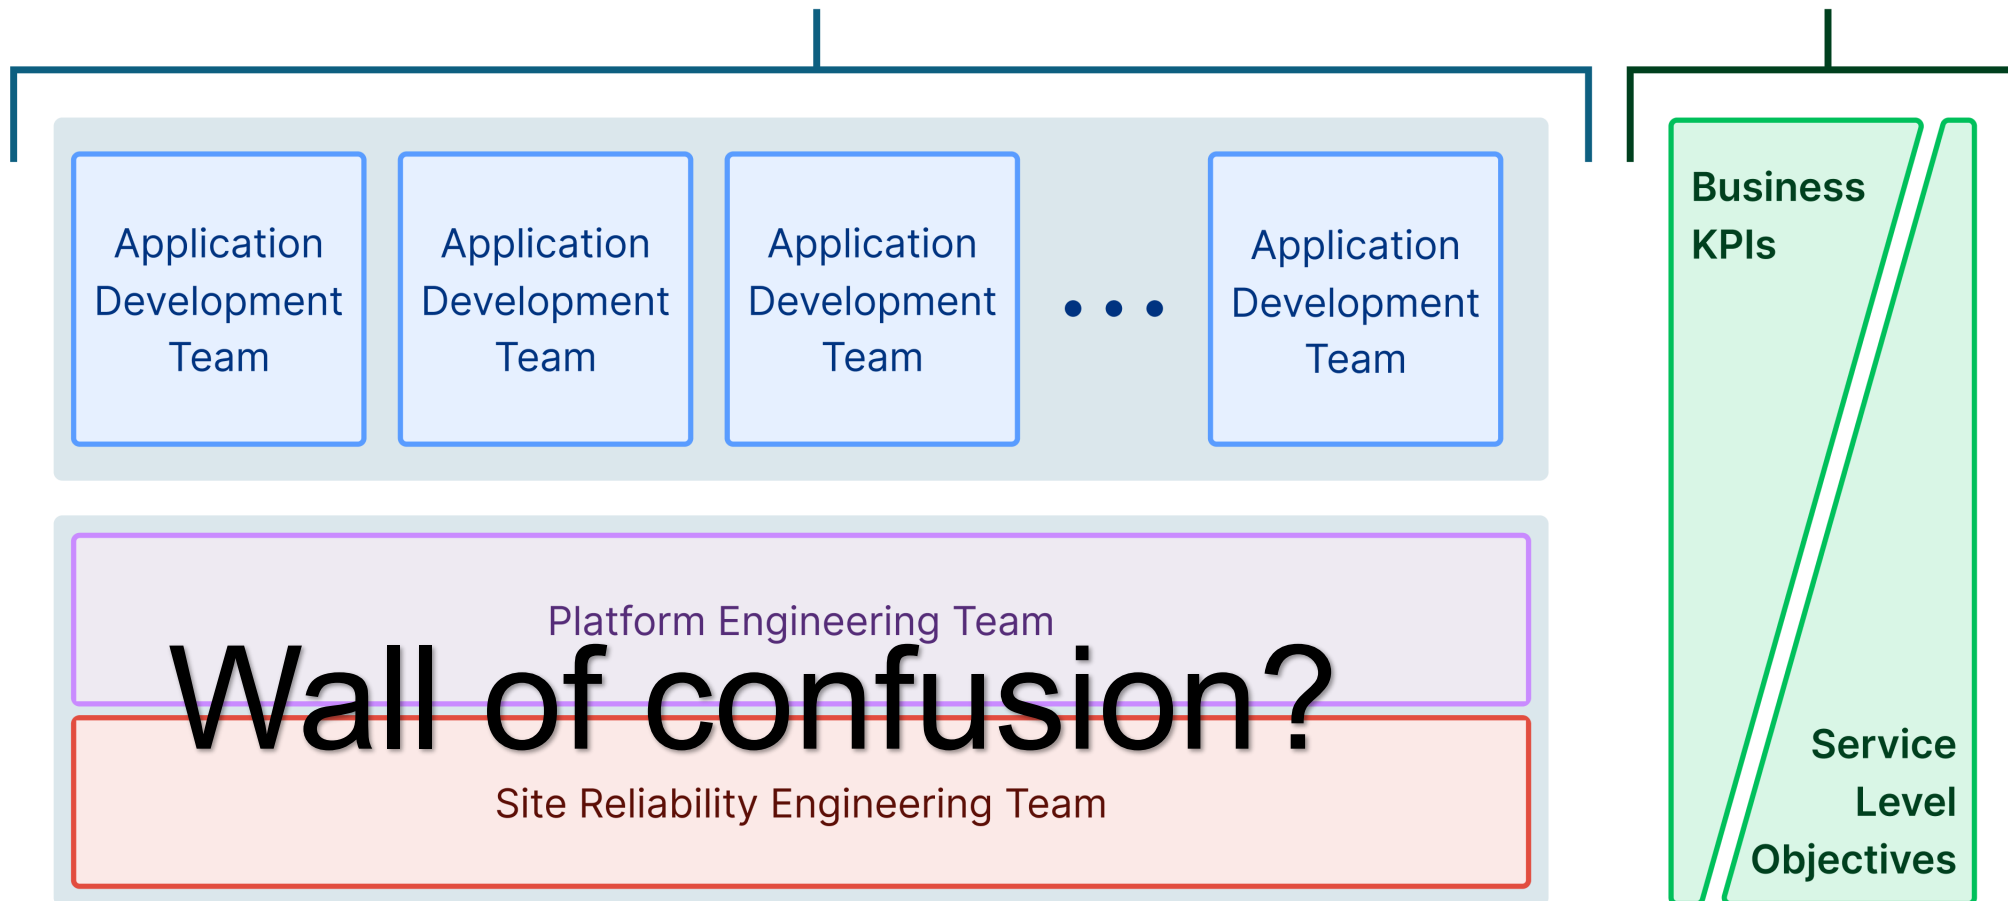 Application
Development
Team
Application
Development
Team
Application
Development
Team
• • •
Application
Development
Team
Business
KPIs
Platform Engineering Team
Wall of confusion?
Site Reliability Engineering Team
Service
Level
Objectives